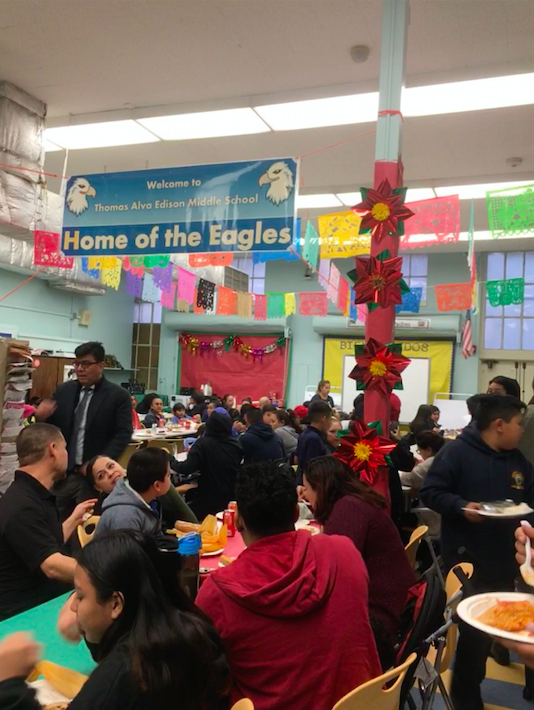 Welcome to
Thomas Alva Edison Middle School
Home of the Eagles